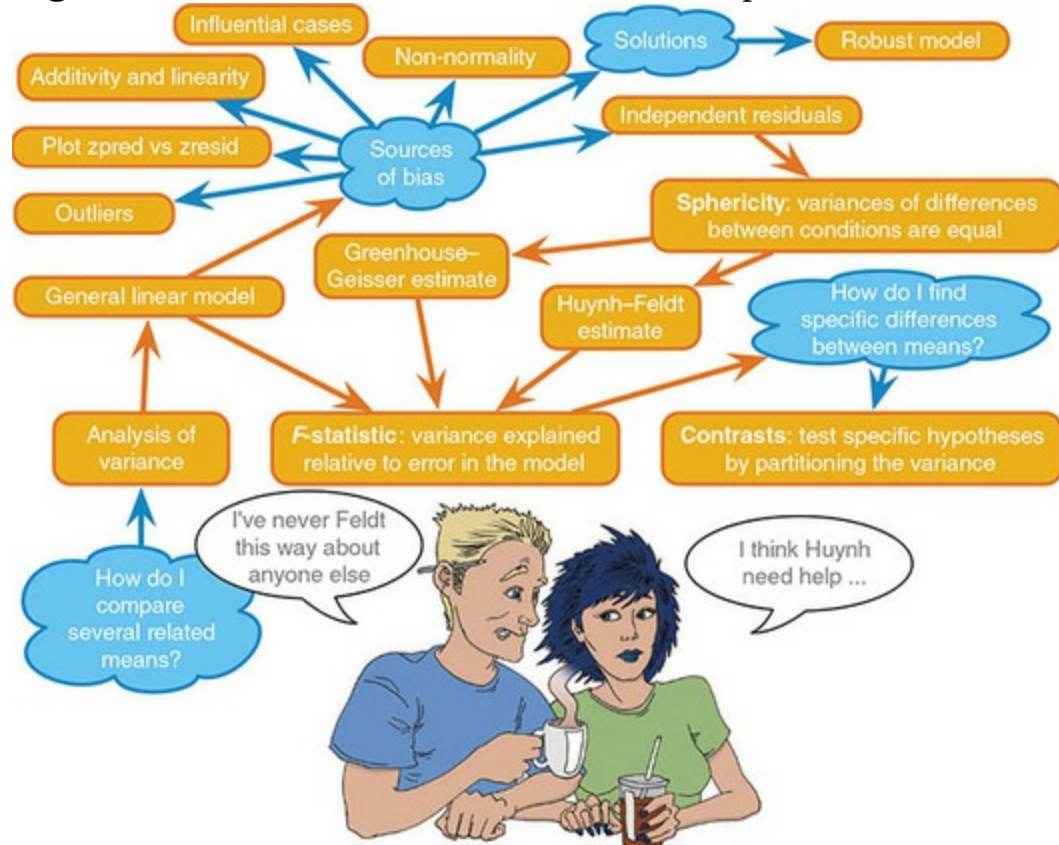 Influential cases
Solutions
Robust model
Non-normality
Additivity and linearity
Independent residuals
Plot zpred vs zresid
Sources
of bias
Outliers
Sphericity: variances of differences
between conditions are equal
Greenhouse–
Geisser estimate
General linear model
Huynh–Feldt
estimate
How do I find
specific differences
between means?
Analysis of
variance
F-statistic: variance explained
relative to error in the model
Contrasts: test specific hypotheses
by partitioning the variance
I've never Feldt
this way about
anyone else
I think Huynh
need help ...
How do I
compare
several related
means?